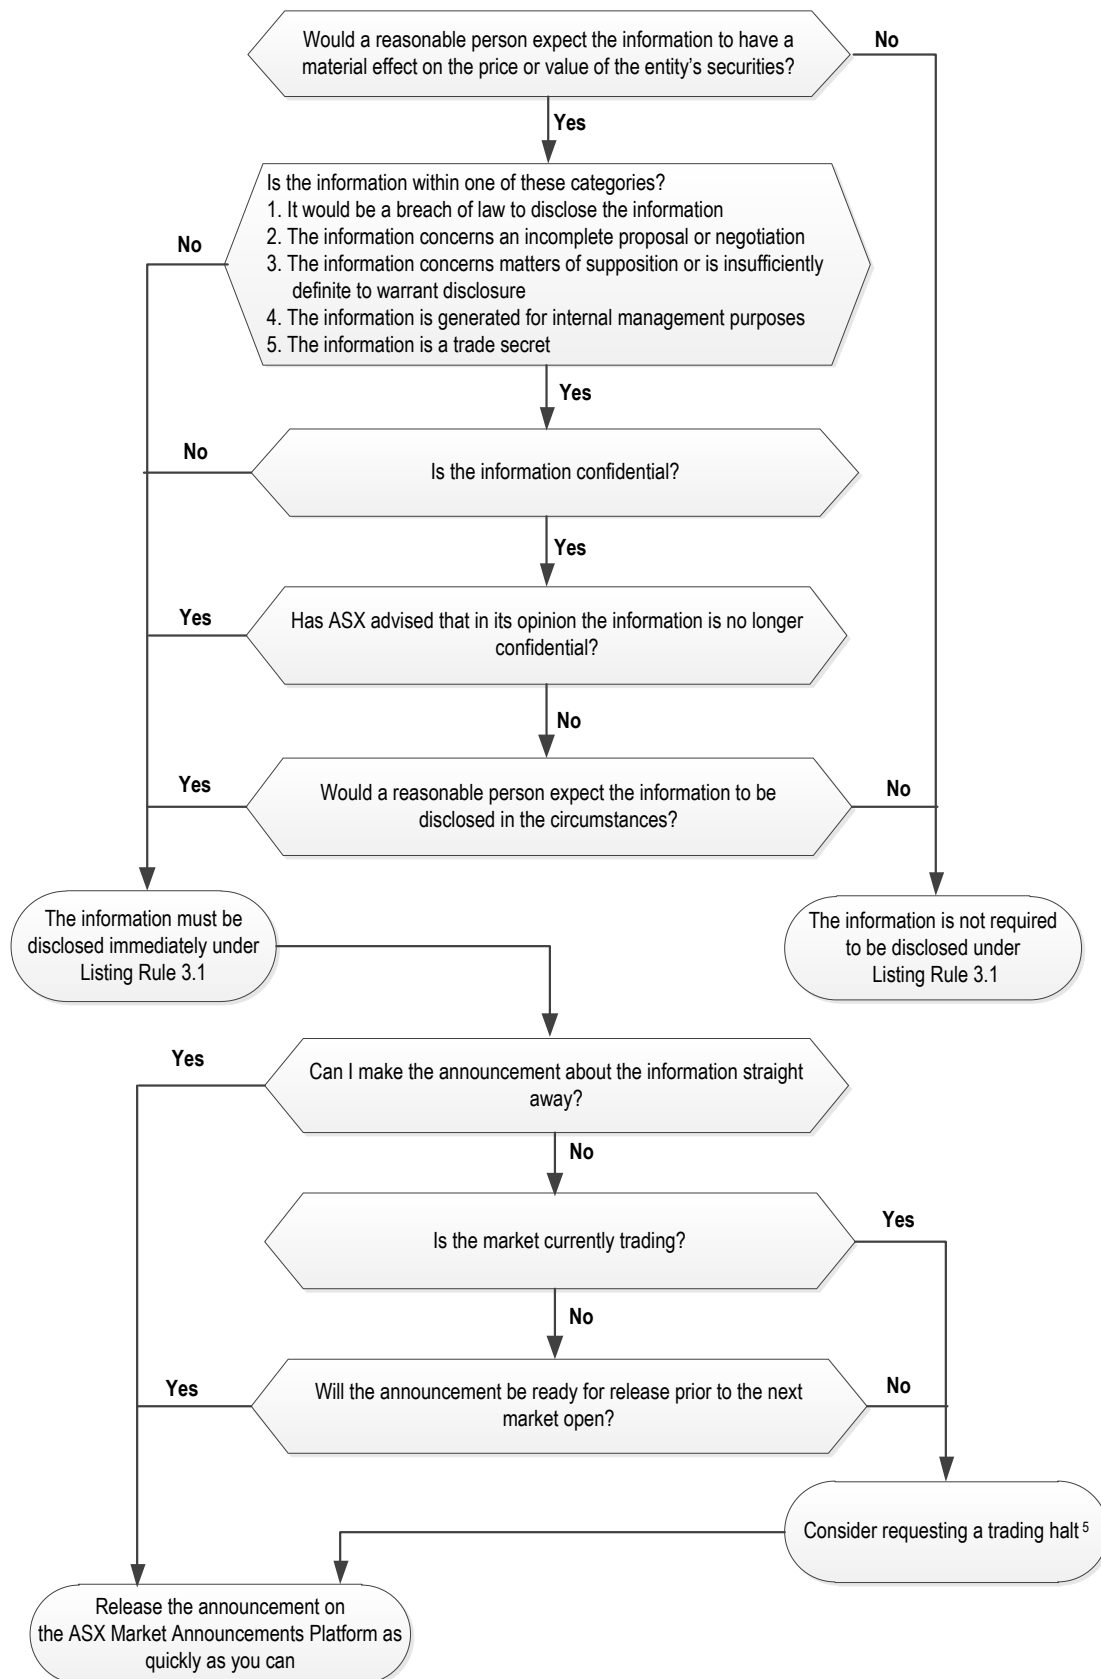 Would a reasonable person expect the information to have a
material effect on the price or value of the entity’s securities?
No
Yes
Is the information within one of these categories?
1. It would be a breach of law to disclose the information
2. The information concerns an incomplete proposal or negotiation
3. The information concerns matters of supposition or is insufficiently
definite to warrant disclosure
4. The information is generated for internal management purposes
5. The information is a trade secret
No
Yes
Is the information confidential?
No
Yes
Has ASX advised that in its opinion the information is no longer
confidential?
Yes
No
Would a reasonable person expect the information to be
disclosed in the circumstances?
Yes
No
The information must be
disclosed immediately under
Listing Rule 3.1
The information is not required
to be disclosed under
Listing Rule 3.1
Can I make the announcement about the information straight
away?
Yes
No
Is the market currently trading?
Yes
No
Will the announcement be ready for release prior to the next
market open?
Yes
No
Consider requesting a trading halt 5
Release the announcement on
the ASX Market Announcements Platform as
quickly as you can